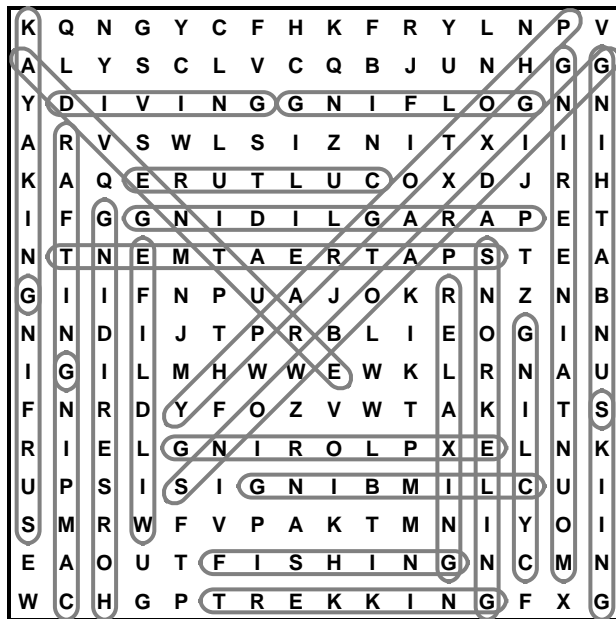 K Q N G Y C F H K F R Y L N P V
A L Y S C L V C Q B J U N H G G
Y D I V I N G G N I F L O G N N
A R V S W L S I Z N I T X I I I
K A Q E R U T L U C O X D J R H
I F G G N I D I L G A R A P E T
N T N E M T A E R T A P S T E A
G I I F N P U A J O K R N Z N B
N N D I J T P R B L I E O G I N
I G I L M H W W E W K L R N A U
F N R D Y F O Z V W T A K I T S
R I E L G N I R O L P X E L N K
U P S I S I G N I B M I L C U I
S M R W F V P A K T M N I Y O I
E A O U T F I S H I N G N C M N
W C H G P T R E K K I N G F X G